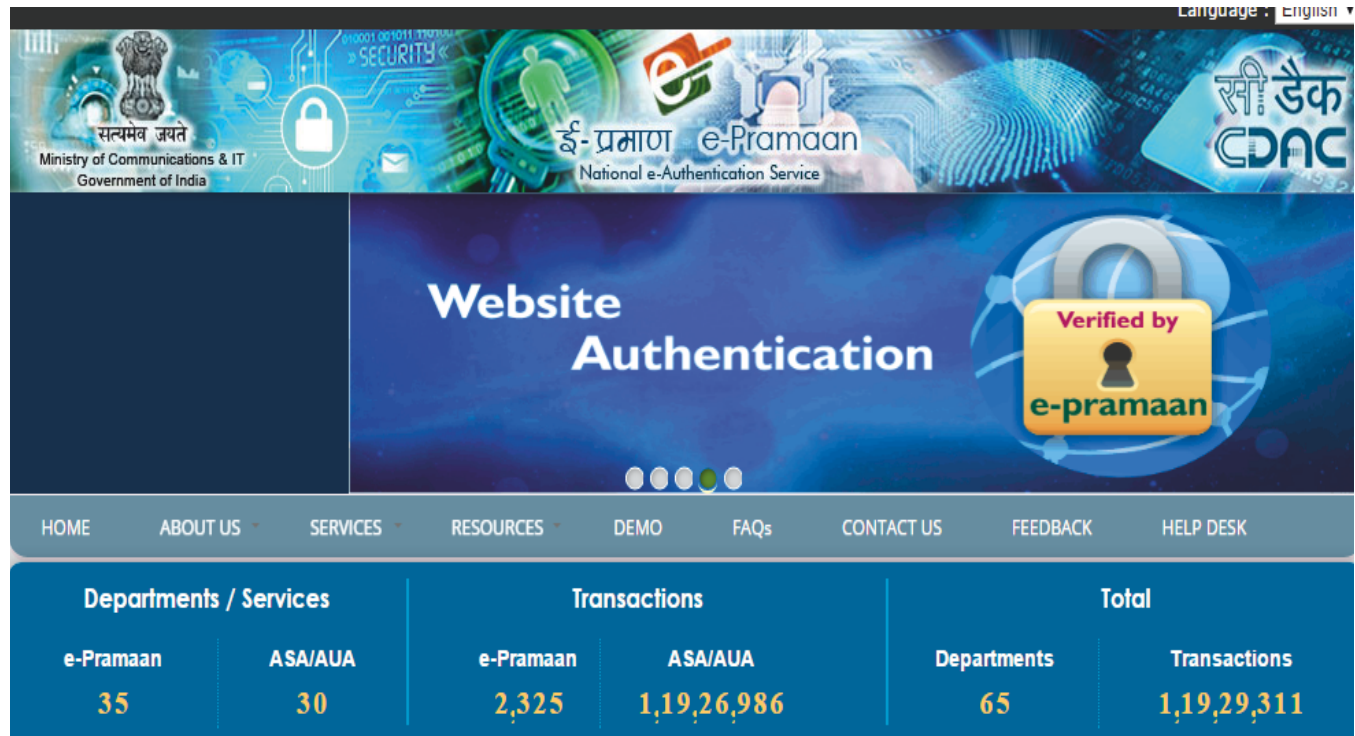 Language : English
010001 001011 110100
» SECURITY «
सत्यमेव जयते
Ministry of Communications & IT
Government of India
ई-प्रमाण e-Pramaan
National e-Authentication Service
सी डैक
CDAC
Website
Authentication
Verified by
e-pramaan
HOME ABOUT US SERVICES RESOURCES DEMO FAQs CONTACT US FEEDBACK HELP DESK
Departments / Services Transactions Total
e-Pramaan ASA/AUA e-Pramaan ASA/AUA Departments Transactions
35 30 2,325 1,19,26,986 65 1,19,29,311